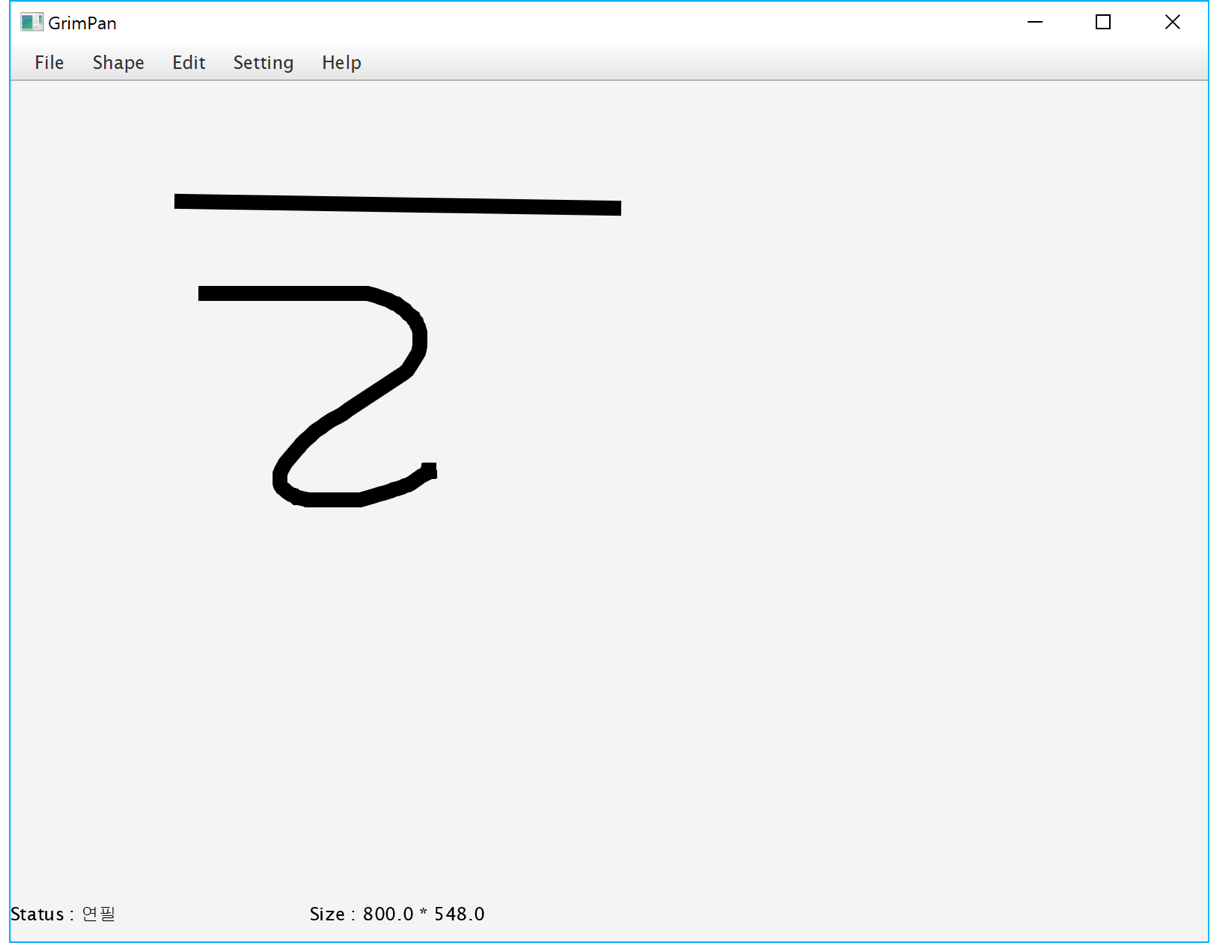 GrimPan
File Shape Edit Setting Help
Status : 연필 Size : 800.0 * 548.0